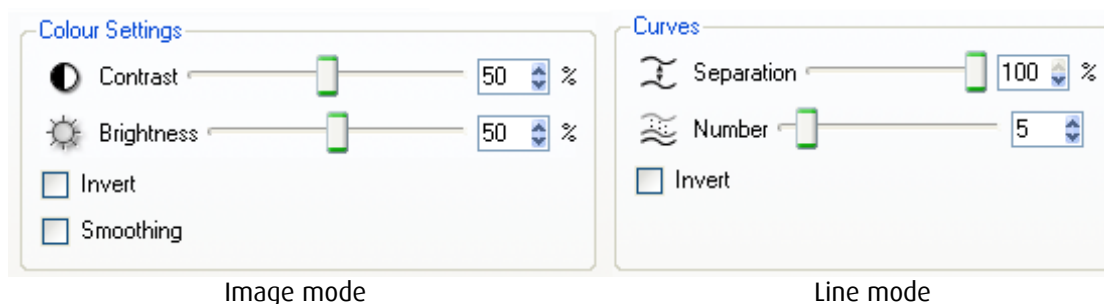 Colour Settings
Contrast 50 %
Brightness 50 %
Invert
Smoothing
Image mode
Curves
Separation 100 %
Number 5
Invert
Line mode